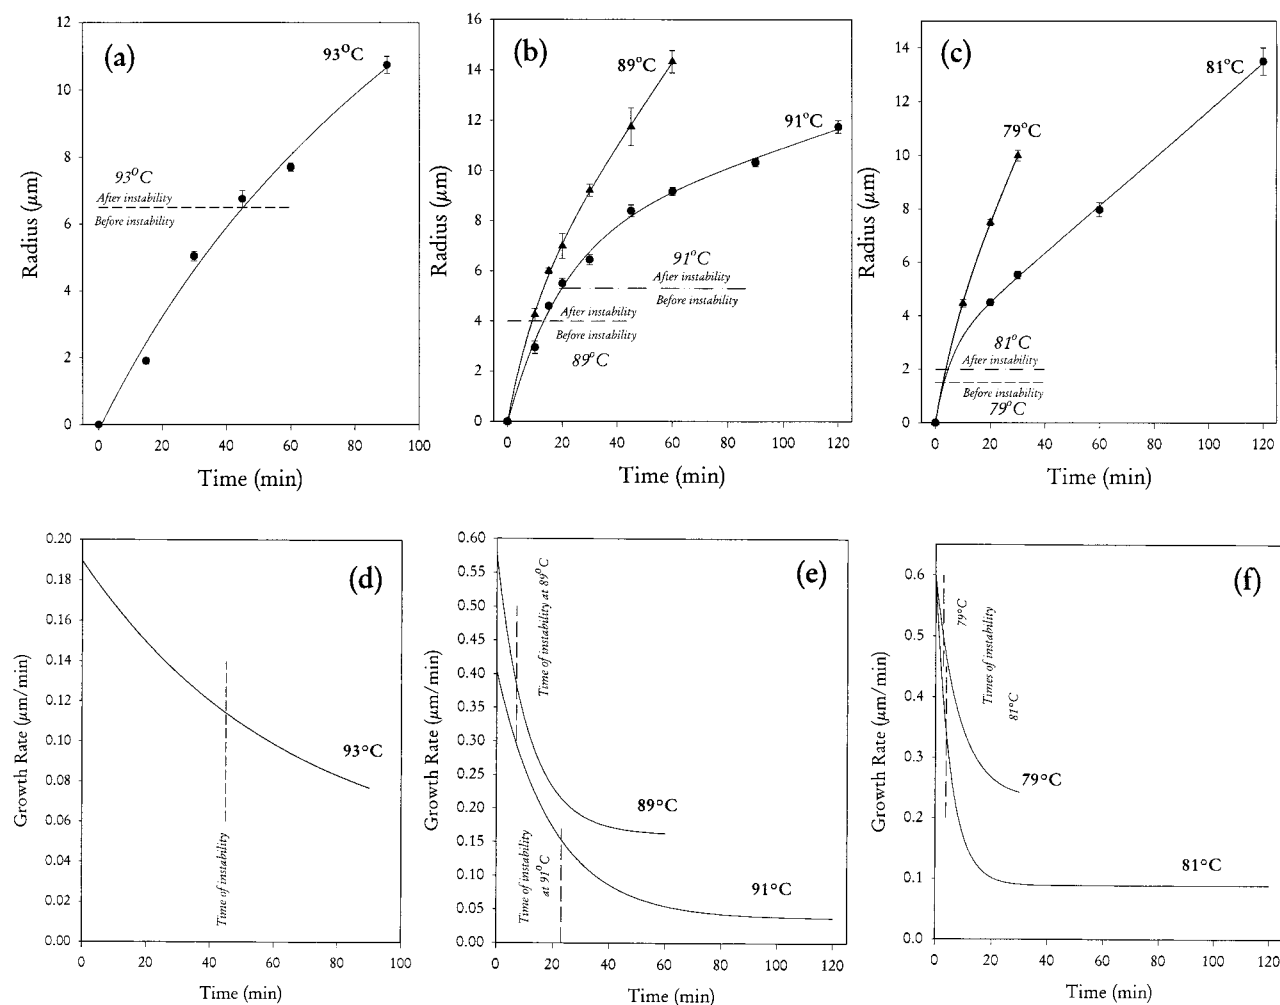 (a)
93°C
93°C
After instability
Before instability
Radius (μm)
12
10
8
6
4
2
0
0 20 40 60 80 100
Time (min)
(b)
89°C
91°C
91°C
After instability
Before instability
After instability
Before instability
89°C
Radius (μm)
16
14
12
10
8
6
4
2
0
0 20 40 60 80 100 120
Time (min)
(c)
81°C
79°C
81°C
After instability
Before instability
79°C
Radius (μm)
14
12
10
8
6
4
2
0
0 20 40 60 80 100 120
Time (min)
(d)
93°C
Time of instability
Growth Rate (μm/min)
0.20
0.18
0.16
0.14
0.12
0.10
0.08
0.06
0.04
0.02
0.00
0 20 40 60 80 100
Time (min)
(e)
Time of instability at 89°C
89°C
Time of instability
at 91°C
91°C
Growth Rate (μm/min)
0.60
0.55
0.50
0.45
0.40
0.35
0.30
0.25
0.20
0.15
0.10
0.05
0.00
0 20 40 60 80 100 120
Time (min)
(f)
79°C
Times of instability
81°C
79°C
81°C
Growth Rate (μm/min)
0.6
0.5
0.4
0.3
0.2
0.1
0.0
0 20 40 60 80 100 120
Time (min)